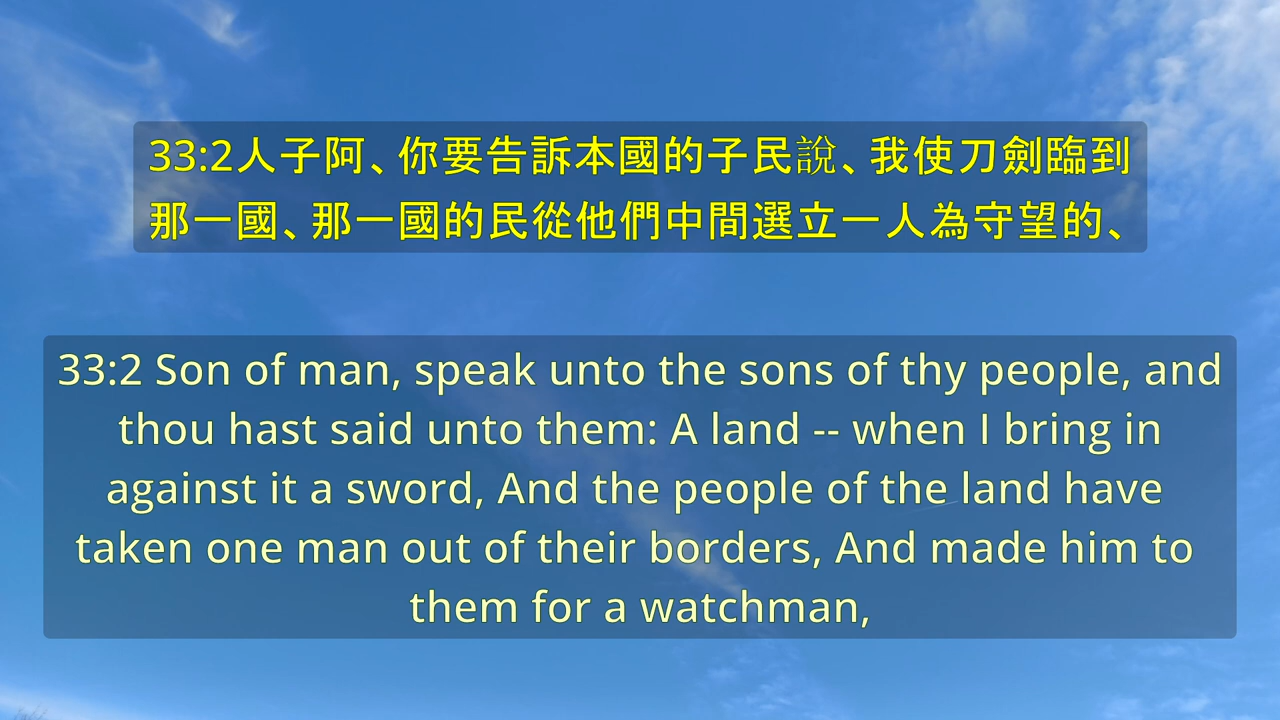 33:2人子阿、你要告訴本國的子民說、我使刀劍臨到
那一國、那一國的民從他們中間選立一人為守望的、
33:2 Son of man, speak unto the sons of thy people, and
thou hast said unto them: A land -- when I bring in
against it a sword, And the people of the land have
taken one man out of their borders, And made him to
them for a watchman,